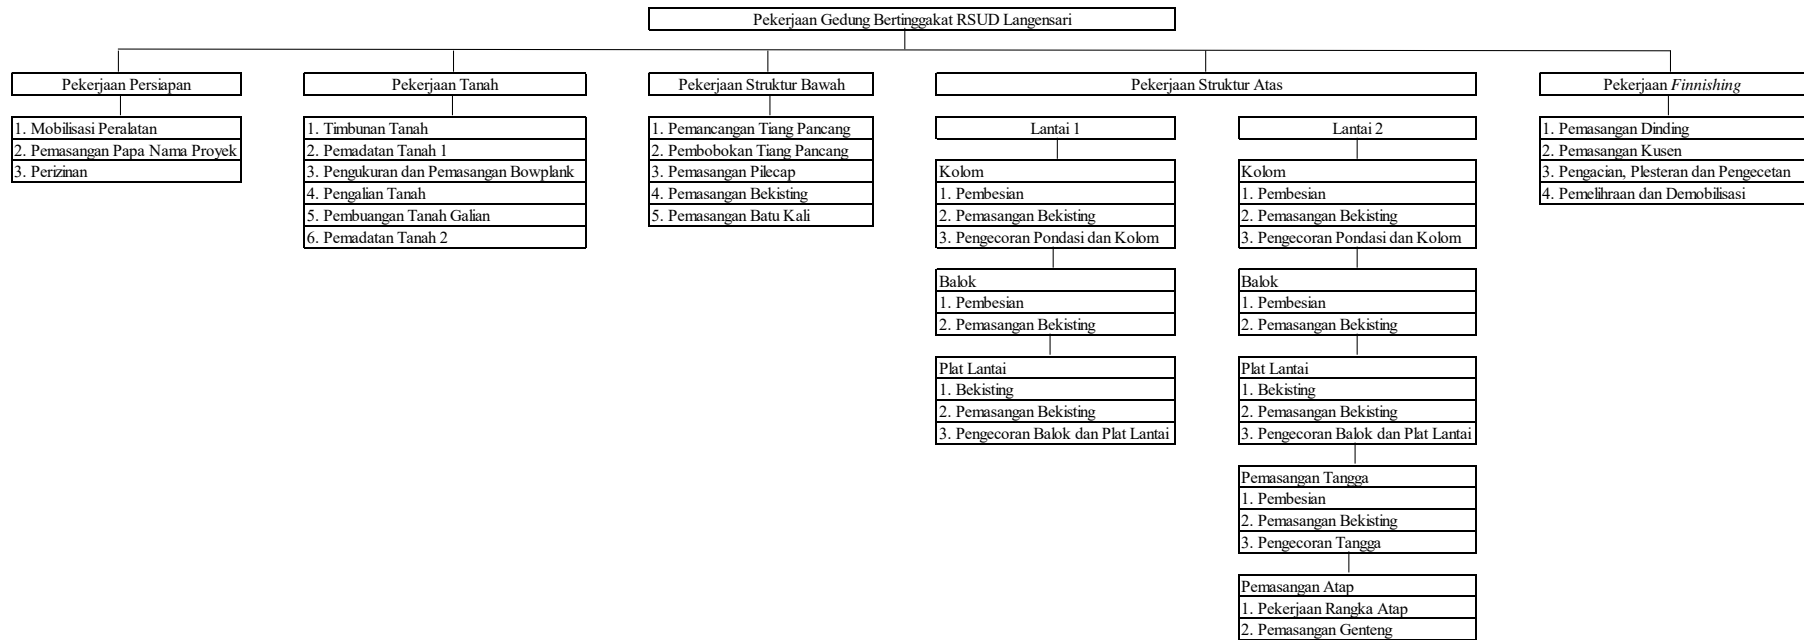 Pekerjaan Gedung Bertinggakat RSUD Langensari
Pekerjaan Persiapan
1. Mobilisasi Peralatan
2. Pemasangan Papa Nama Proyek
3. Perizinan
Pekerjaan Tanah
1. Timbunan Tanah
2. Pemadatan Tanah 1
3. Pengukuran dan Pemasangan Bowplank
4. Pengalian Tanah
5. Pembuangan Tanah Galian
6. Pemadatan Tanah 2
Pekerjaan Struktur Bawah
1. Pemancangan Tiang Pancang
2. Pembobokan Tiang Pancang
3. Pemasangan Pilecap
4. Pemasangan Bekisting
5. Pemasangan Batu Kali
Pekerjaan Struktur Atas
Lantai 1
Kolom
1. Pembesian
2. Pemasangan Bekisting
3. Pengecoran Pondasi dan Kolom
Balok
1. Pembesian
2. Pemasangan Bekisting
Plat Lantai
1. Bekisting
2. Pemasangan Bekisting
3. Pengecoran Balok dan Plat Lantai
Lantai 2
Kolom
1. Pembesian
2. Pemasangan Bekisting
3. Pengecoran Pondasi dan Kolom
Balok
1. Pembesian
2. Pemasangan Bekisting
Plat Lantai
1. Bekisting
2. Pemasangan Bekisting
3. Pengecoran Balok dan Plat Lantai
Pemasangan Tangga
1. Pembesian
2. Pemasangan Bekisting
3. Pengecoran Tangga
Pemasangan Atap
1. Pekerjaan Rangka Atap
2. Pemasangan Genteng
Pekerjaan Finnishing
1. Pemasangan Dinding
2. Pemasangan Kusen
3. Pengacian, Plesteran dan Pengecetan
4. Pemelihraan dan Demobilisasi